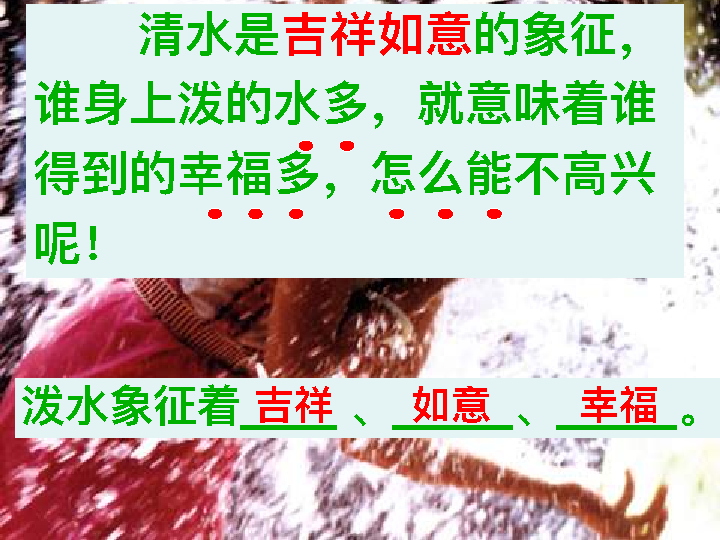 清水是吉祥如意的象征，
谁身上泼的水多，就意味着谁
得到的幸福多，怎么能不高兴
呢！
泼水象征着吉祥、如意、幸福。